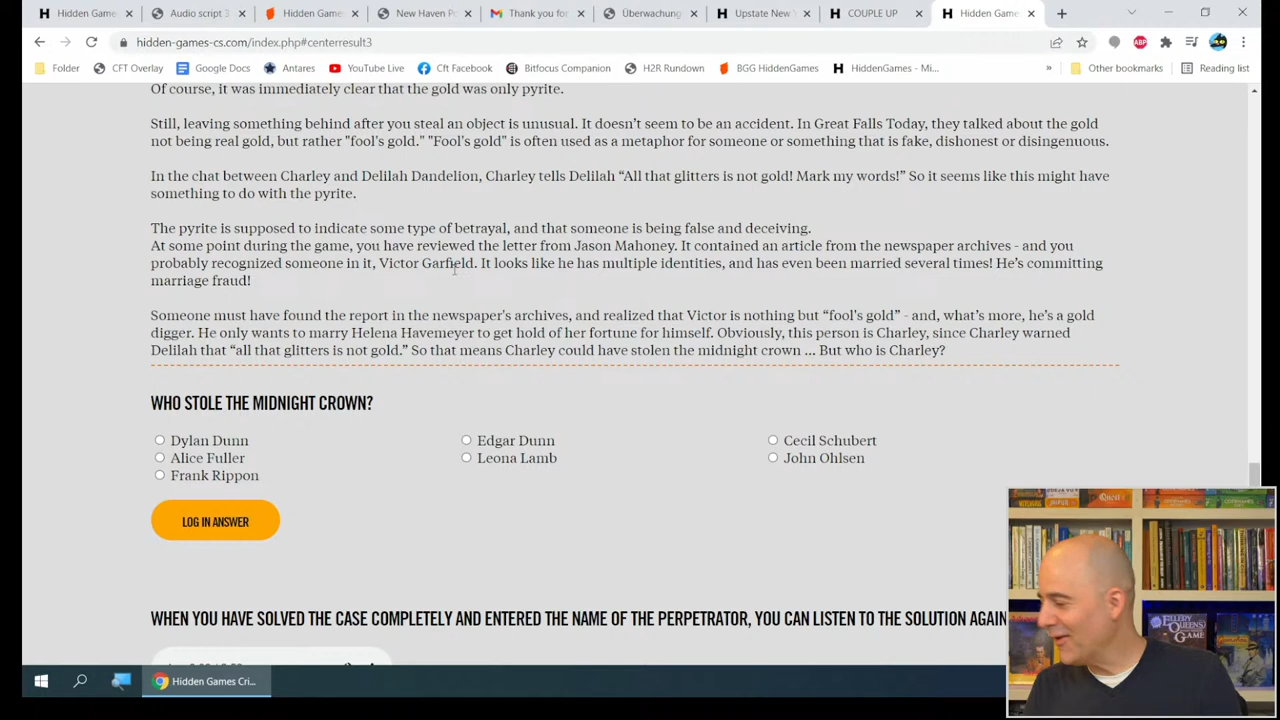 Hidden Game
Audio script 3
Hidden Game
New Haven Po
Thank you for
Überwachung
Upstate New
COUPLE UP
Hidden Games
hidden-games-cs.com/index.php#centerresult3
ABP
Folder
CFT Overlay
Google Docs
Antares
YouTube Live
Cft Facebook
Bitfocus Companion
H2R Rundown
BGG HiddenGames
HiddenGames - Mi...
»
Other bookmarks
Reading list
Of course, it was immediately clear that the gold was only pyrite.
Still, leaving something behind after you steal an object is unusual. It doesn't seem to be an accident. In Great Falls Today, they talked about the gold
not being real gold, but rather "fool's gold." "Fool's gold" is often used as a metaphor for someone or something that is fake, dishonest or disingenuous.
In the chat between Charley and Delilah Dandelion, Charley tells Delilah “All that glitters is not gold! Mark my words!” So it seems like this might have
something to do with the pyrite.
The pyrite is supposed to indicate some type of betrayal, and that someone is being false and deceiving.
At some point during the game, you have reviewed the letter from Jason Mahoney. It contained an article from the newspaper archives - and you
probably recognized someone in it, Victor Garfield. It looks like he has multiple identities, and has even been married several times! He’s committing
marriage fraud!
Someone must have found the report in the newspaper's archives, and realized that Victor is nothing but “fool's gold” - and, what’s more, he’s a gold
digger. He only wants to marry Helena Havemeyer to get hold of her fortune for himself. Obviously, this person is Charley, since Charley warned
Delilah that “all that glitters is not gold.” So that means Charley could have stolen the midnight crown ... But who is Charley?
WHO STOLE THE MIDNIGHT CROWN?
Dylan Dunn
Edgar Dunn
Cecil Schubert
Alice Fuller
Leona Lamb
John Ohlsen
Frank Rippon
LOG IN ANSWER
WHEN YOU HAVE SOLVED THE CASE COMPLETELY AND ENTERED THE NAME OF THE PERPETRATOR, YOU CAN LISTEN TO THE SOLUTION AGAIN
Hidden Games Cri...
ELLERY
QUEEN'S
GAME